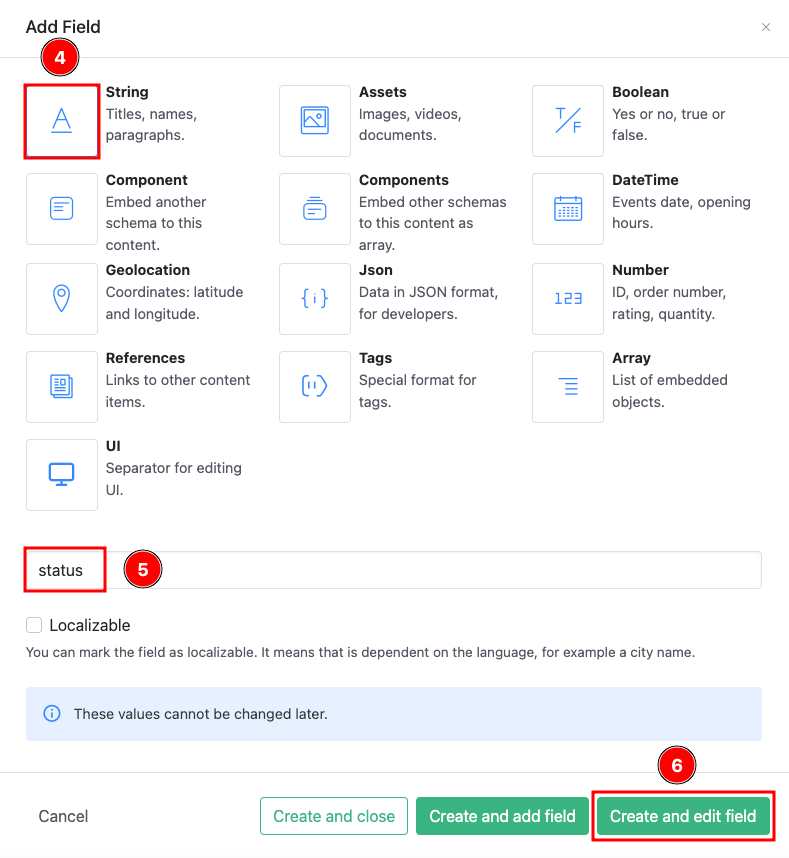 Add Field
×
4
String
Titles, names,
paragraphs.
Assets
Images, videos,
documents.
T/F
Boolean
Yes or no, true or
false.
Component
Embed another
schema to this
content.
Components
Embed other schemas
to this content as
array.
DateTime
Events date, opening
hours.
Geolocation
Coordinates: latitude
and longitude.
{i}
Json
Data in JSON format,
for developers.
123
Number
ID, order number,
rating, quantity.
References
Links to other content
items.
Tags
Special format for
tags.
Array
List of embedded
objects.
UI
Separator for editing
UI.
status
5
Localizable
You can mark the field as localizable. It means that is dependent on the language, for example a city name.
These values cannot be changed later.
6
Cancel
Create and close
Create and add field
Create and edit field